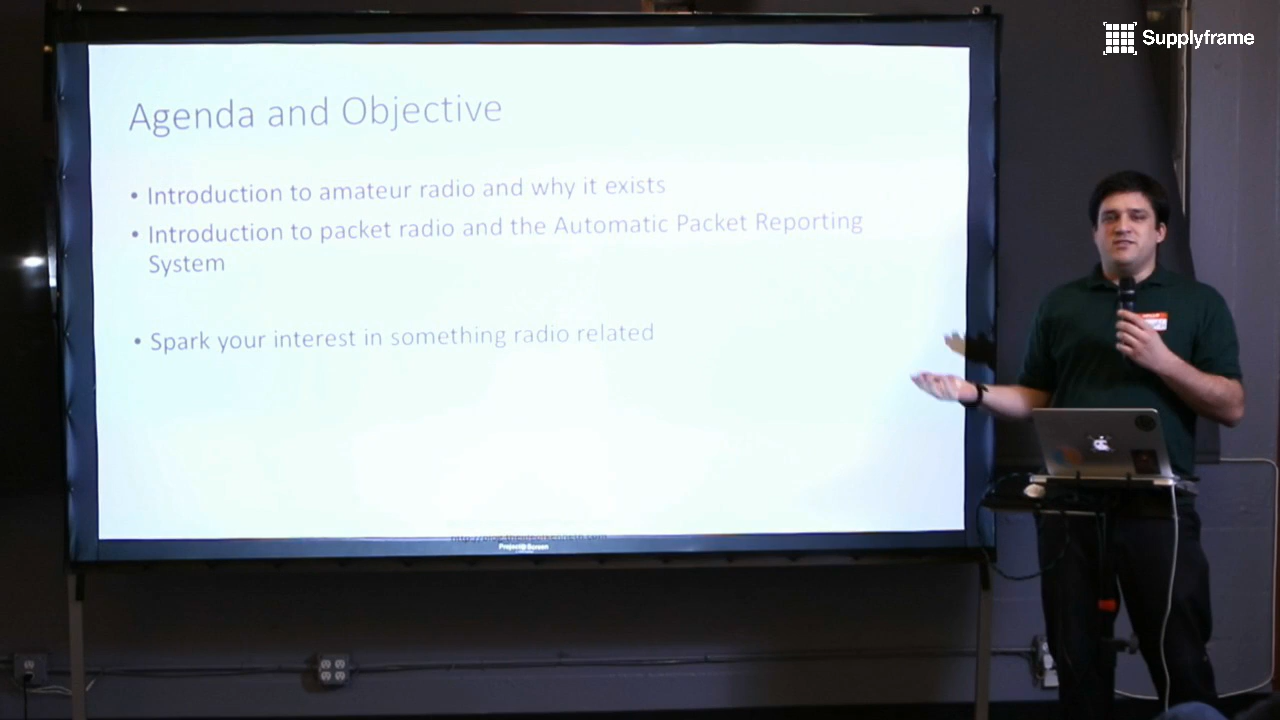 Supplyframe
Agenda and Objective
• Introduction to amateur radio and why it exists
• Introduction to packet radio and the Automatic Packet Reporting
System
• Spark your interest in something radio related